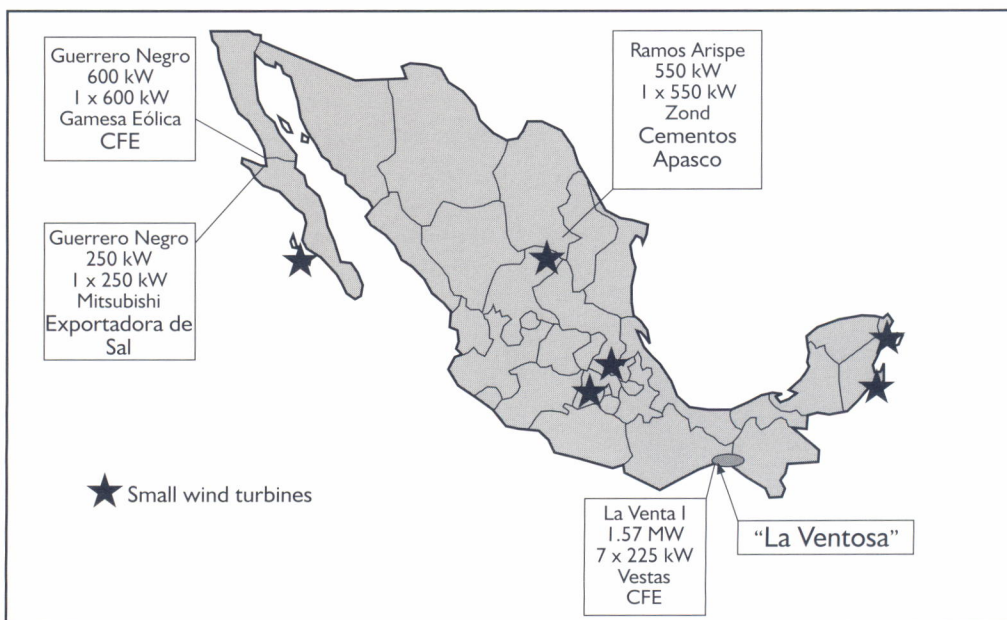 Guerrero Negro
600 kW
1 x 600 kW
Gamesa Eólica
CFE
Ramos Arispe
550 kW
1 x 550 kW
Zond
Cementos
Apasco
Guerrero Negro
250 kW
1 x 250 kW
Mitsubishi
Exportadora de
Sal
Small wind turbines
La Venta I
1.57 MW
7 x 225 kW
Vestas
CFE
“La Ventosa”